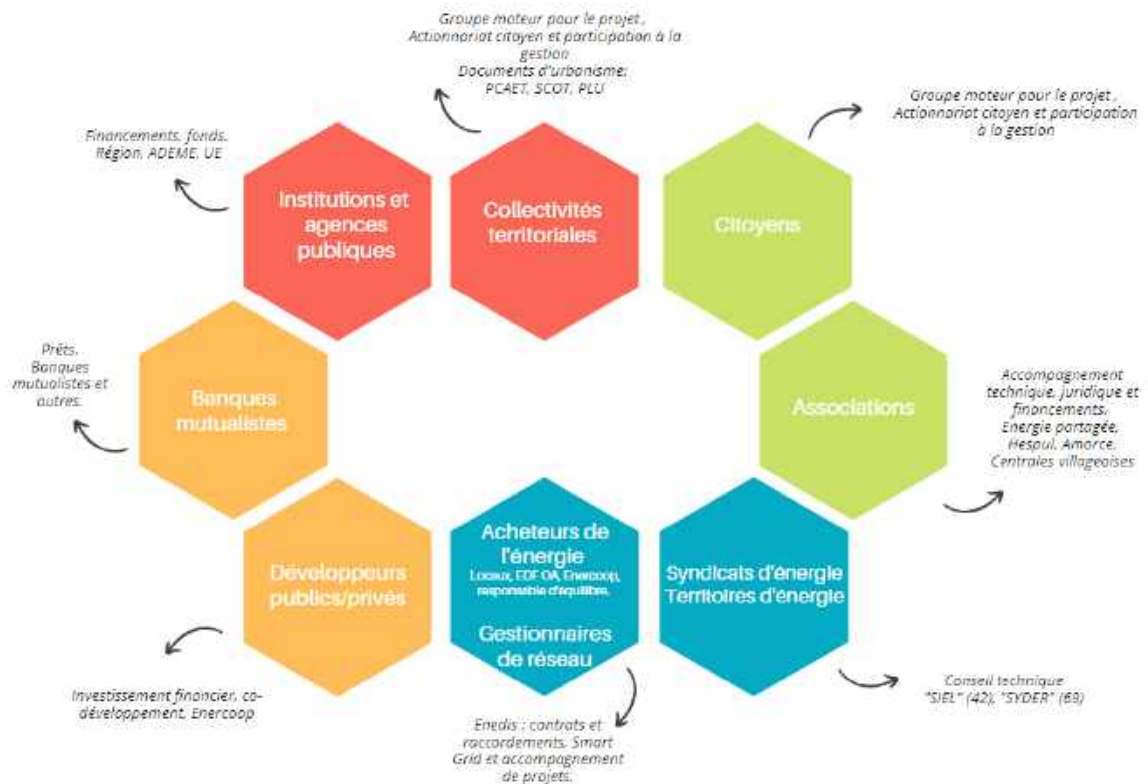 Groupe moteur pour le projet ,
Actionnariat citoyen et participation à la
gestion
Documents d'urbanisme:
PCAET, SCOT, PLU
Groupe moteur pour le projet ,
Actionnariat citoyen et participation
à la gestion
Financements, fonds.
Région, ADEME, UE
Institutions et
agences
publiques
Collectivités
territoriales
Citoyens
Prêts.
Banques
mutualistes et
autres.
Banques
mutualistes
Associations
Accompagnement
technique, juridique et
financements.
Energie partagée,
Hespul, Amorce,
Centrales villageoises
Développeurs
publics/privés
Acheteurs de
l'énergie
Locaux, EDF OA, Enercoop,
responsable d'équilibre.
Gestionnaires
de réseau
Syndicats d'énergie
Territoires d'énergie
Investissement financier, co-
développement, Enercoop
Enedis : contrats et
raccordements, Smart
Grid et accompagnement
de projets.
Conseil technique
"SIEL" (42), "SYDER" (69)